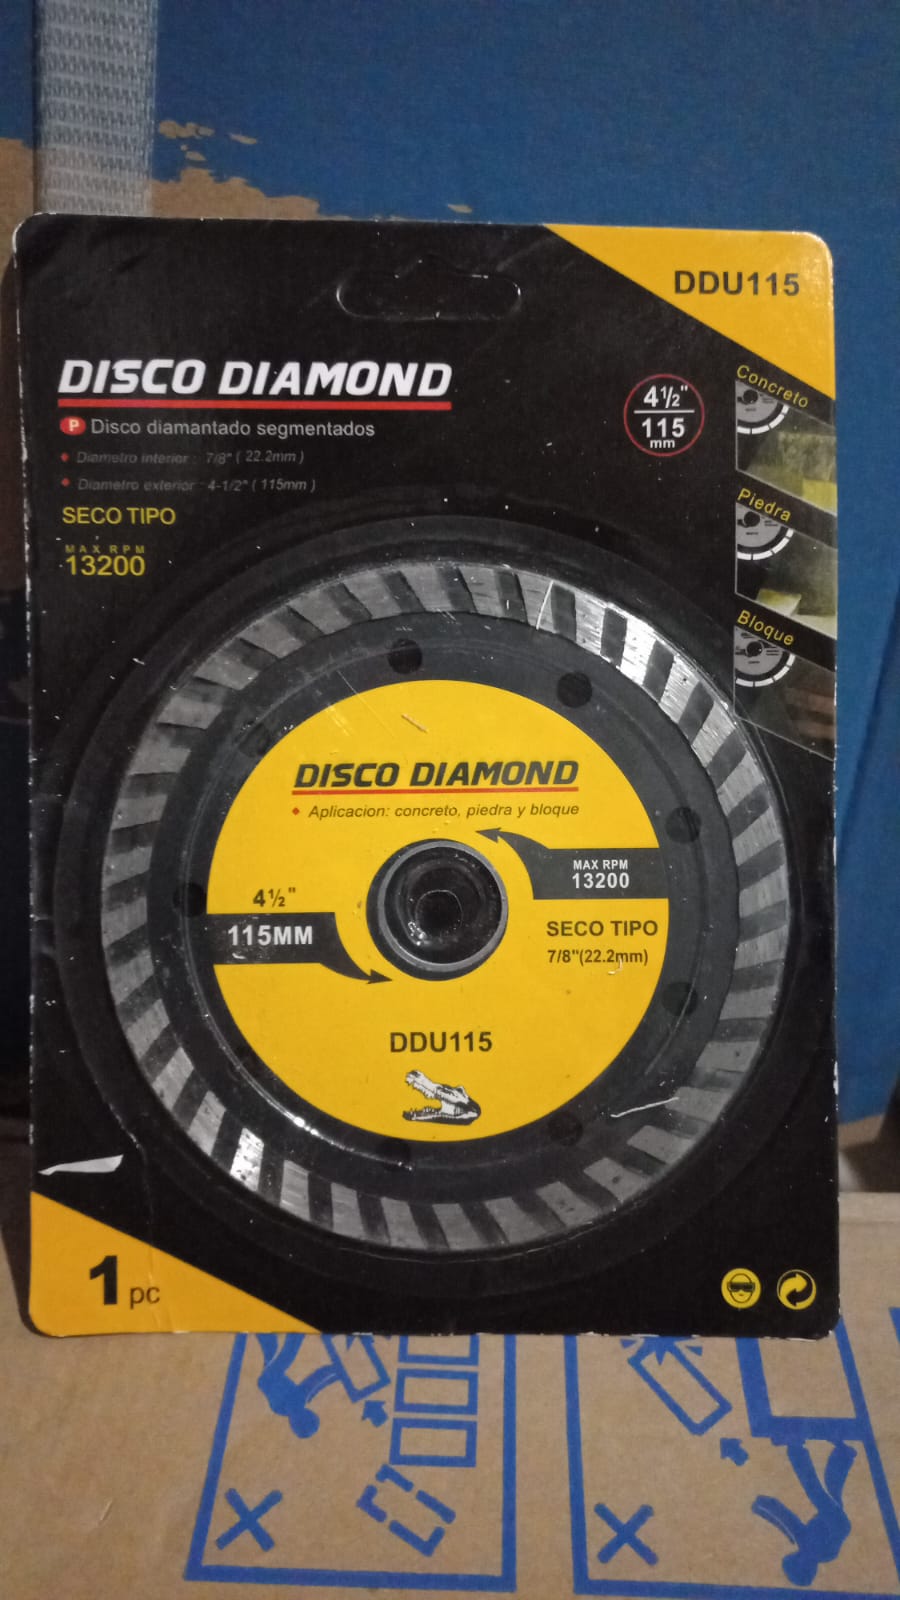 DDU115
DISCO DIAMOND
P Disco diamantado segmentados
Diametro interior : 7/8" ( 22.2mm )
Diametro exterior : 4-1/2" ( 115mm )
SECO TIPO
MAX RPM
13200
4½"
115
mm
Concreto
Piedra
Bloque
DISCO DIAMOND
Aplicacion: concreto, piedra y bloque
MAX RPM
13200
4½"
115MM
SECO TIPO
7/8"(22.2mm)
DDU115
1 pc